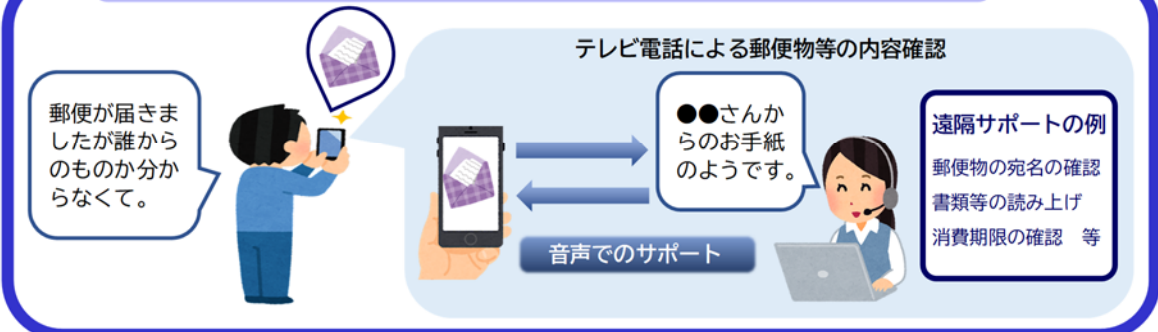 テレビ電話による郵便物等の内容確認
郵便が届きま
したが誰から
のものか分か
らなくて。
●●さんか
らのお手紙
のようです。
音声でのサポート
遠隔サポートの例
郵便物の宛名の確認
書類等の読み上げ
消費期限の確認　等